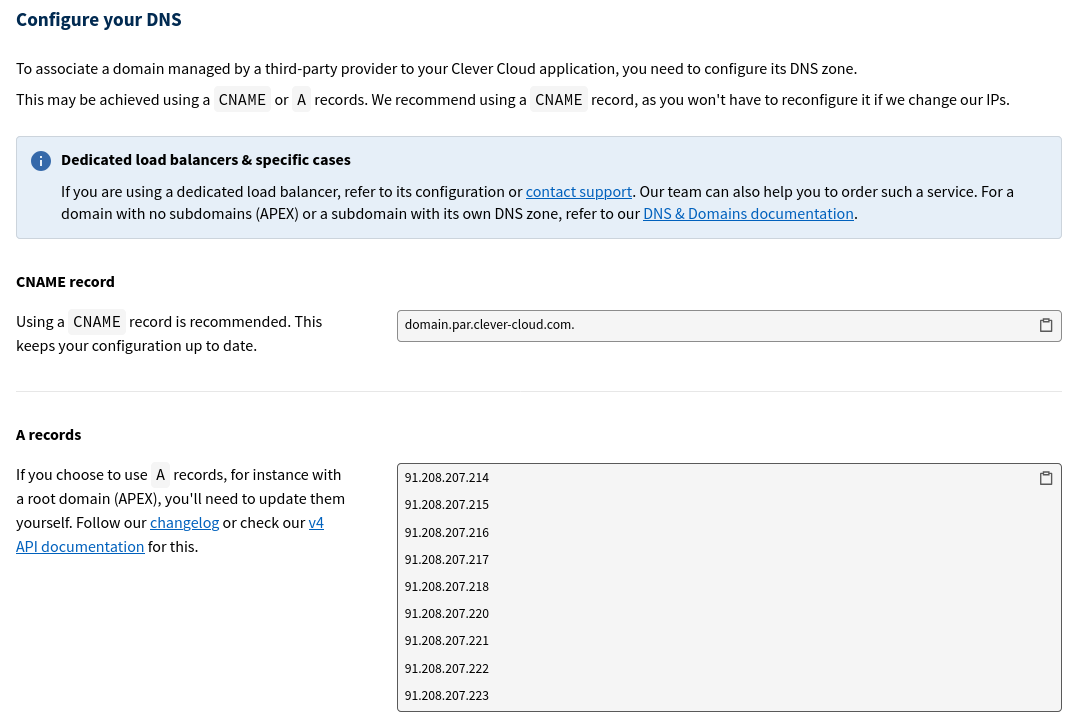 Configure your DNS
To associate a domain managed by a third-party provider to your Clever Cloud application, you need to configure its DNS zone.
This may be achieved using a CNAME or A records. We recommend using a CNAME record, as you won't have to reconfigure it if we change our IPs.
Dedicated load balancers & specific cases
If you are using a dedicated load balancer, refer to its configuration or contact support. Our team can also help you to order such a service. For a
domain with no subdomains (APEX) or a subdomain with its own DNS zone, refer to our DNS & Domains documentation.
CNAME record
Using a CNAME record is recommended. This
keeps your configuration up to date.
domain.par.clever-cloud.com.
A records
If you choose to use A records, for instance with
a root domain (APEX), you'll need to update them
yourself. Follow our changelog or check our v4
API documentation for this.
91.208.207.214
91.208.207.215
91.208.207.216
91.208.207.217
91.208.207.218
91.208.207.220
91.208.207.221
91.208.207.222
91.208.207.223